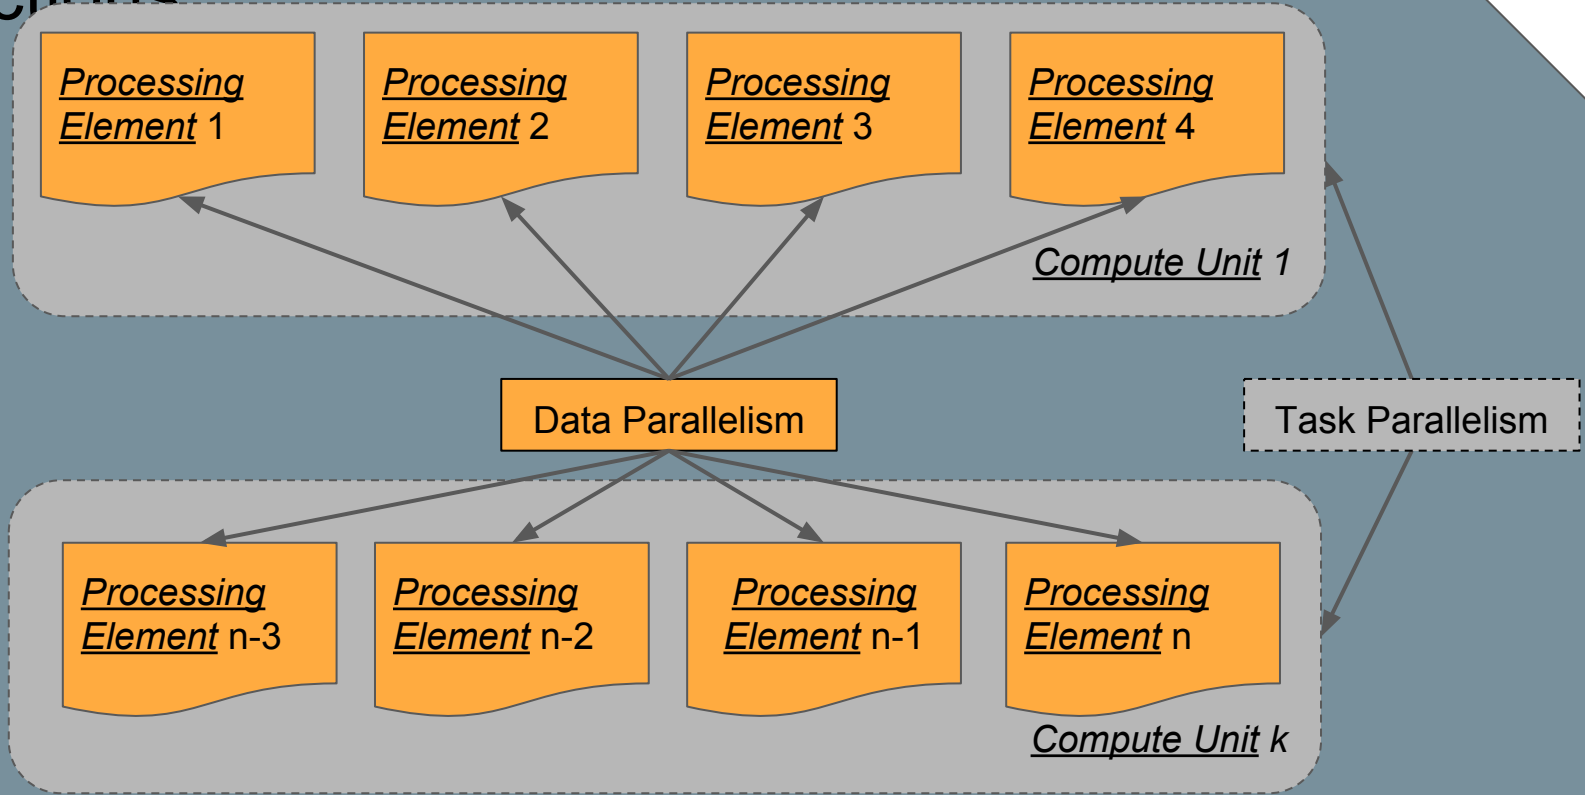 Processing
Element 1
Processing
Element 2
Processing
Element 3
Processing
Element 4
Compute Unit 1
Data Parallelism
Task Parallelism
Processing
Element n-3
Processing
Element n-2
Processing
Element n-1
Processing
Element n
Compute Unit k